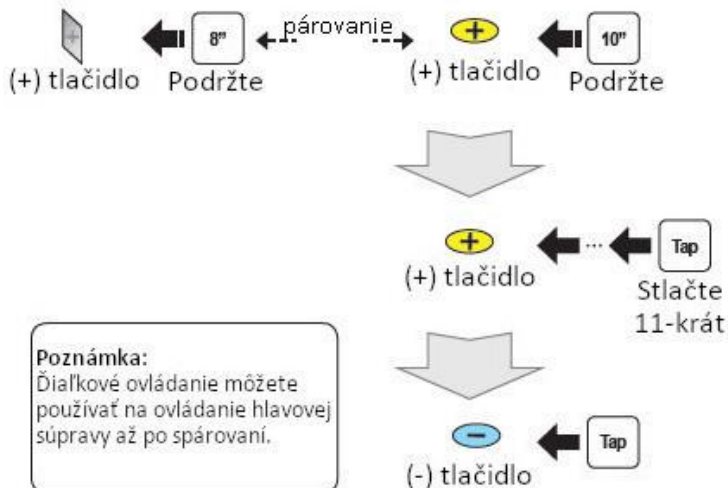 8" párovanie 10"
(+) tlačidlo Podržte (+) tlačidlo Podržte
Tap
(+) tlačidlo
Stlačte
11-krát
Poznámka:
Ďiaľkové ovládanie môžete
používať na ovládanie hlavovej
súpravy až po spárovaní.
Tap
(-) tlačidlo